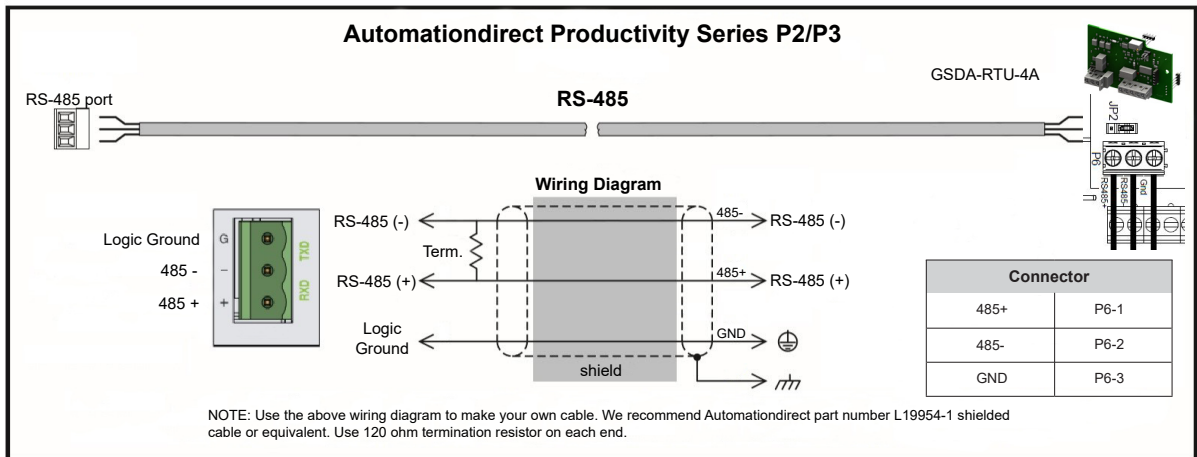 Automationdirect Productivity Series P2/P3
GSDA-RTU-4A
RS-485 port
RS-485
JP2
P6
RS485+
RS485-
Gnd
Wiring Diagram
Logic Ground
485 -
485 +
G
−
+
TXD
RXD
RS-485 (-)
485-
RS-485 (-)
Term.
RS-485 (+)
485+
RS-485 (+)
Logic
Ground
GND
shield
Connector
485+ P6-1
485- P6-2
GND P6-3
NOTE: Use the above wiring diagram to make your own cable. We recommend Automationdirect part number L19954-1 shielded
cable or equivalent. Use 120 ohm termination resistor on each end.